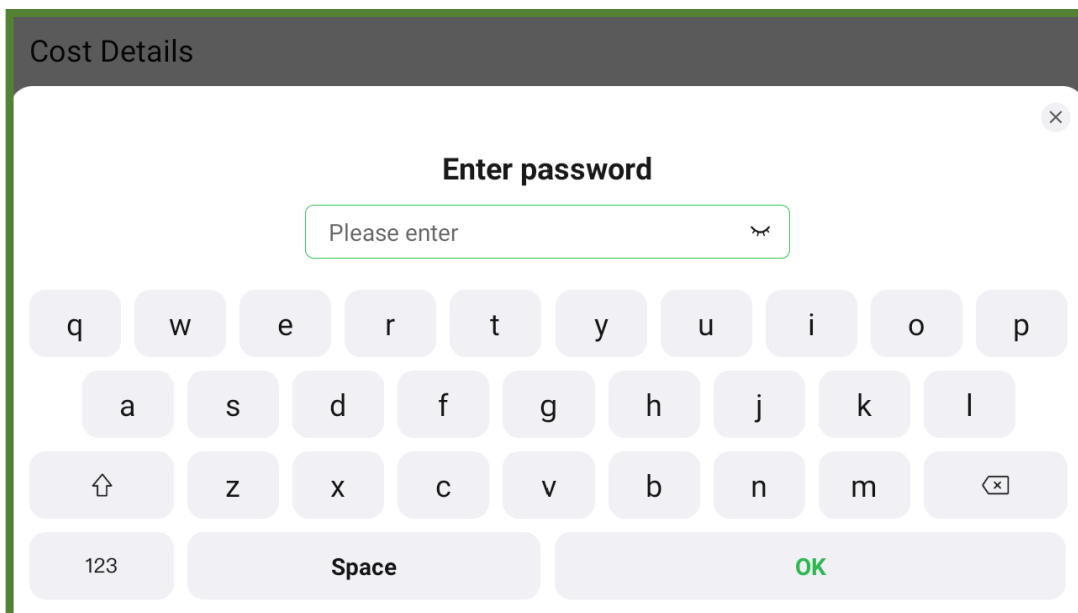 Cost Details
Enter password
Please enter
q w e r t y u i o p
a s d f g h j k l
z x c v b n m
123 Space OK